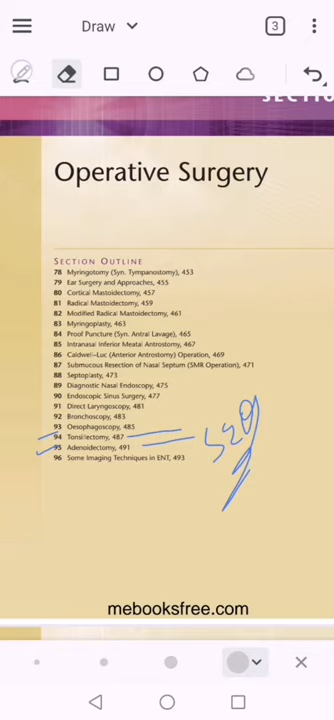 Draw
3
SECTI
Operative Surgery
SECTION OUTLINE
78 Myringotomy (Syn. Tympanostomy), 453
79 Ear Surgery and Approaches, 455
80 Cortical Mastoidectomy, 457
81 Radical Mastoidectomy, 459
82 Modified Radical Mastoidectomy, 461
83 Myringoplasty, 463
84 Proof Puncture (Syn. Antral Lavage), 465
85 Intranasal Inferior Meatal Antrostomy, 467
86 Caldwell–Luc (Anterior Antrostomy) Operation, 469
87 Submucous Resection of Nasal Septum (SMR Operation), 471
88 Septoplasty, 473
89 Diagnostic Nasal Endoscopy, 475
90 Endoscopic Sinus Surgery, 477
91 Direct Laryngoscopy, 481
92 Bronchoscopy, 483
93 Oesophagoscopy, 485
94 Tonsillectomy, 487
95 Adenoidectomy, 491
96 Some Imaging Techniques in ENT, 493
mebooksfree.com